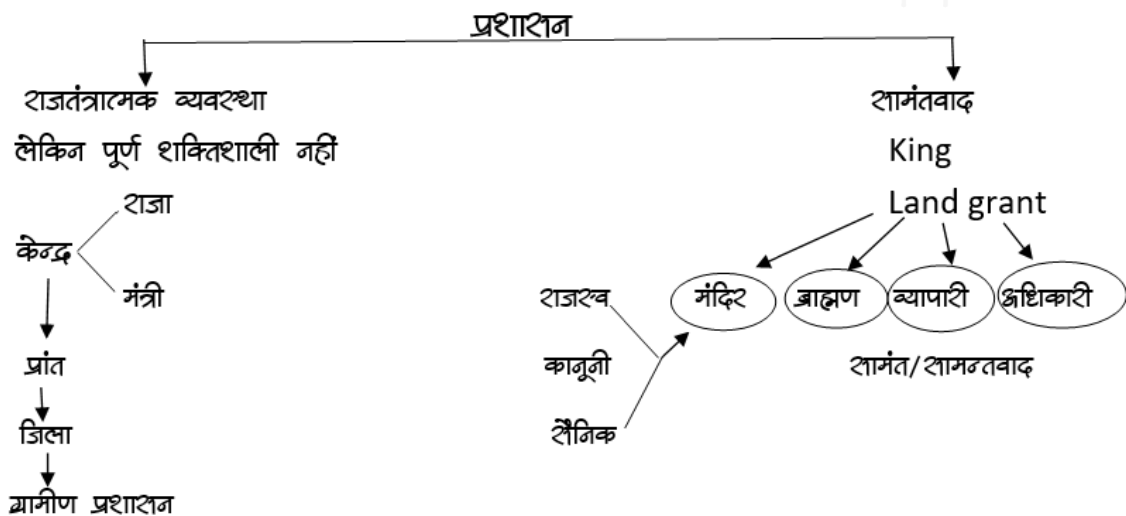 प्रशासन
राजतंत्रात्मक व्यवस्था
लेकिन पूर्ण शक्तिशाली नहीं
राजा
केन्द्र
मंत्री
प्रांत
जिला
ग्रामीण प्रशासन
सामंतवाद
King
Land grant
मंदिर
ब्राह्मण
व्यापारी
अधिकारी
राजस्व
कानूनी
सैनिक
सामंत/सामन्तवाद